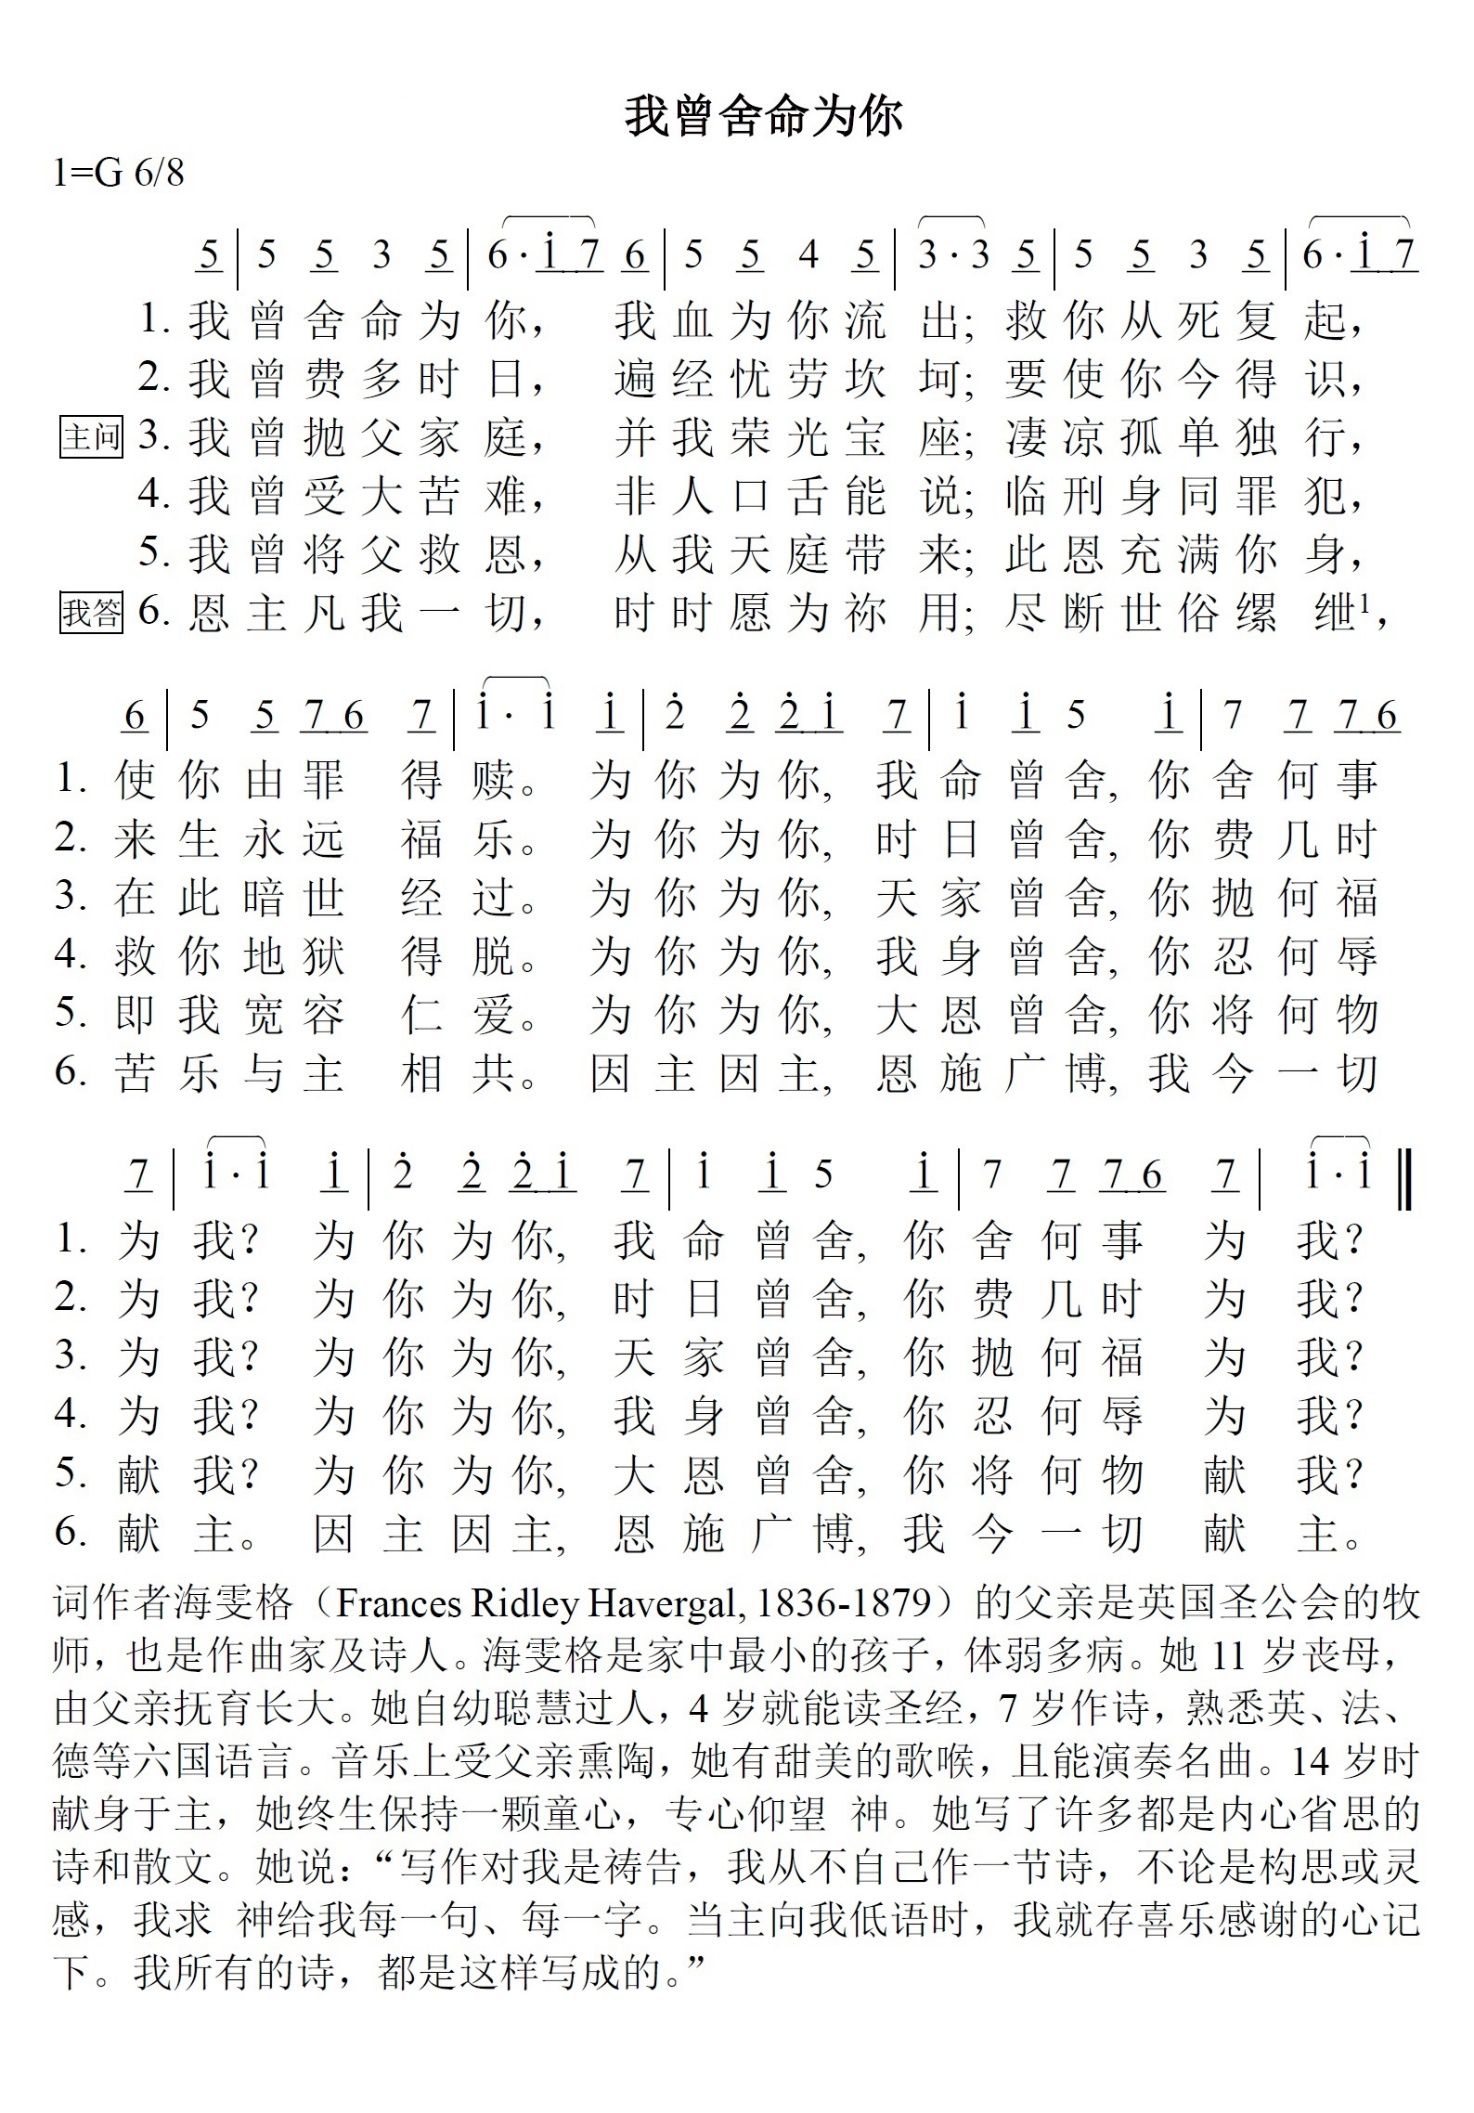 我曾舍命为你
1=G 6/8
5 | 5 5 3 5 | 6 · i̇ 7 6 | 5 5 4 5 | 3 · 3 5 | 5 5 3 5 | 6 · i̇ 7
1. 我曾舍命为你， 我血为你流出; 救你从死复起，
2. 我曾费多时日， 遍经忧劳坎坷; 要使你今得识，
主问 3. 我曾抛父家庭， 并我荣光宝座; 凄凉孤单独行，
4. 我曾受大苦难， 非人口舌能说; 临刑身同罪犯，
5. 我曾将父救恩， 从我天庭带来; 此恩充满你身，
我答 6. 恩主凡我一切， 时时愿为祢用; 尽断世俗缧绁¹，
6 | 5 5 7 6 7 | i̇ · i̇ i̇ | 2̇ 2̇ 2̇ i̇ 7 | i̇ i̇ 5 i̇ | 7 7 7 6
1. 使你由罪得赎。 为你为你, 我命曾舍, 你舍何事
2. 来生永远福乐。 为你为你, 时日曾舍, 你费几时
3. 在此暗世经过。 为你为你, 天家曾舍, 你抛何福
4. 救你地狱得脱。 为你为你, 我身曾舍, 你忍何辱
5. 即我宽容仁爱。 为你为你, 大恩曾舍, 你将何物
6. 苦乐与主相共。 因主因主, 恩施广博, 我今一切
7 | i̇ · i̇ i̇ | 2̇ 2̇ 2̇ i̇ 7 | i̇ i̇ 5 i̇ | 7 7 7 6 7 | i̇ · i̇ ‖
1. 为我? 为你为你, 我命曾舍, 你舍何事为我?
2. 为我? 为你为你, 时日曾舍, 你费几时为我?
3. 为我? 为你为你, 天家曾舍, 你抛何福为我?
4. 为我? 为你为你, 我身曾舍, 你忍何辱为我?
5. 献我? 为你为你, 大恩曾舍, 你将何物献我?
6. 献主。 因主因主, 恩施广博, 我今一切献主。
词作者海雯格（Frances Ridley Havergal, 1836-1879）的父亲是英国圣公会的牧
师，也是作曲家及诗人。海雯格是家中最小的孩子，体弱多病。她 11 岁丧母，
由父亲抚育长大。她自幼聪慧过人，4 岁就能读圣经，7 岁作诗，熟悉英、法、
德等六国语言。音乐上受父亲熏陶，她有甜美的歌喉，且能演奏名曲。14 岁时
献身于主，她终生保持一颗童心，专心仰望 神。她写了许多都是内心省思的
诗和散文。她说：“写作对我是祷告，我从不自己作一节诗，不论是构思或灵
感，我求 神给我每一句、每一字。当主向我低语时，我就存喜乐感谢的心记
下。我所有的诗，都是这样写成的。”